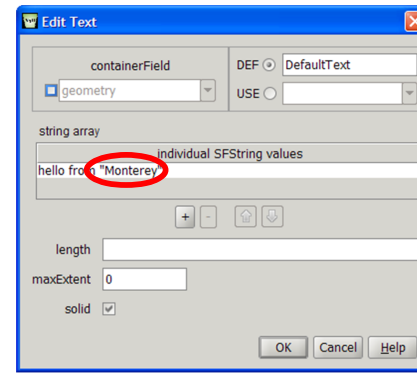 Edit Text
containerField
geometry
DEF DefaultText
USE
string array
individual SFString values
hello from "Monterey"
+ -
length
maxExtent 0
solid
OK Cancel Help